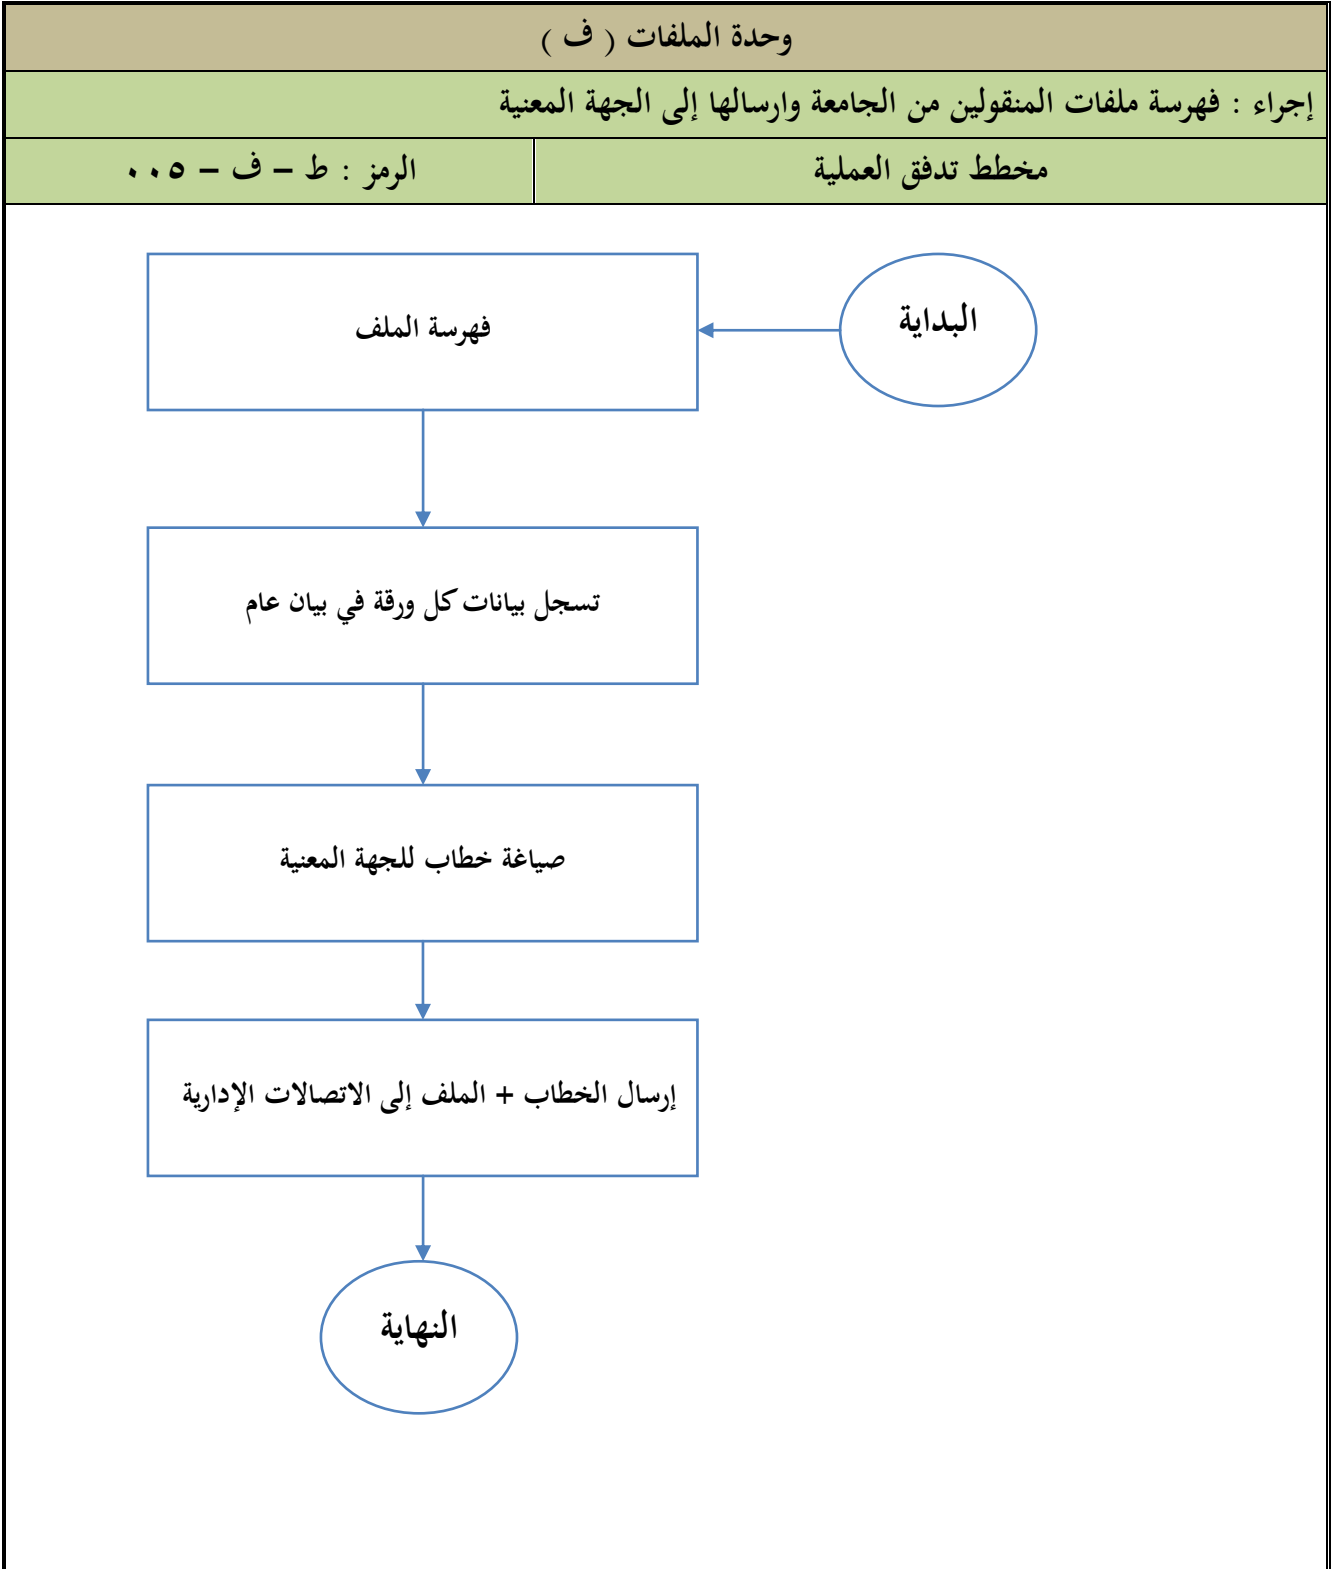 وحدة الملفات ( ف )
إجراء : فهرسة ملفات المنقولين من الجامعة وارسالها إلى الجهة المعنية
مخطط تدفق العملية
الرمز : ط – ف – ٠٠٥
البداية
فهرسة الملف
تسجل بيانات كل ورقة في بيان عام
صياغة خطاب للجهة المعنية
إرسال الخطاب + الملف إلى الاتصالات الإدارية
النهاية